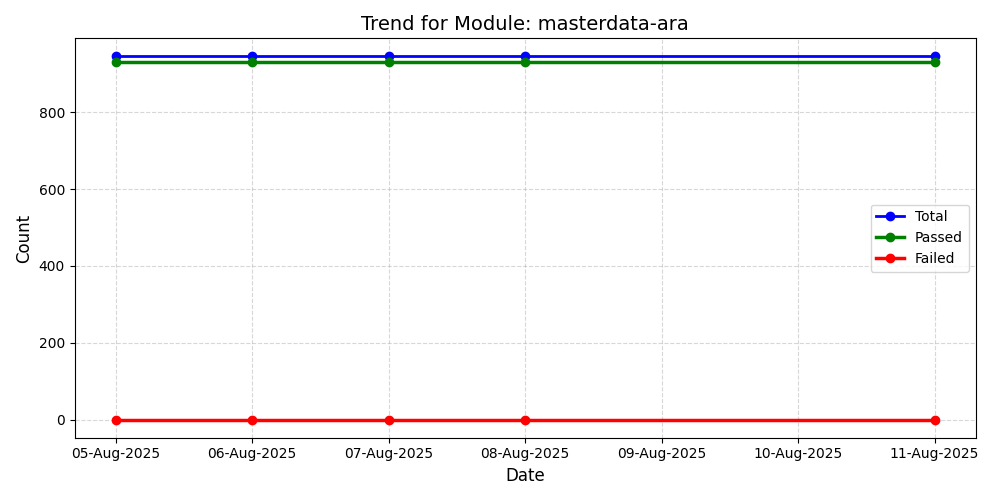 Trend for Module: masterdata-ara
Count
800
600
400
200
0
Total
Passed
Failed
05-Aug-2025
06-Aug-2025
07-Aug-2025
08-Aug-2025
09-Aug-2025
10-Aug-2025
11-Aug-2025
Date